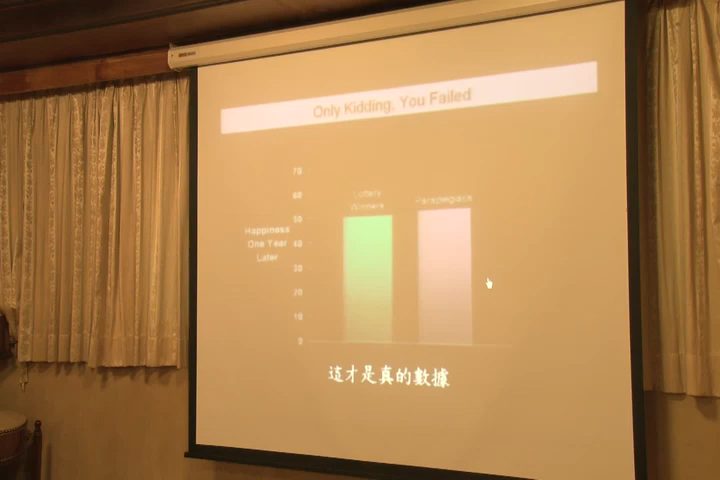 Only Kidding, You Failed
70
60
50
40
30
20
10
0
Happiness
One Year
Later
Lottery
Winners
Paraplegics
這才是真的數據